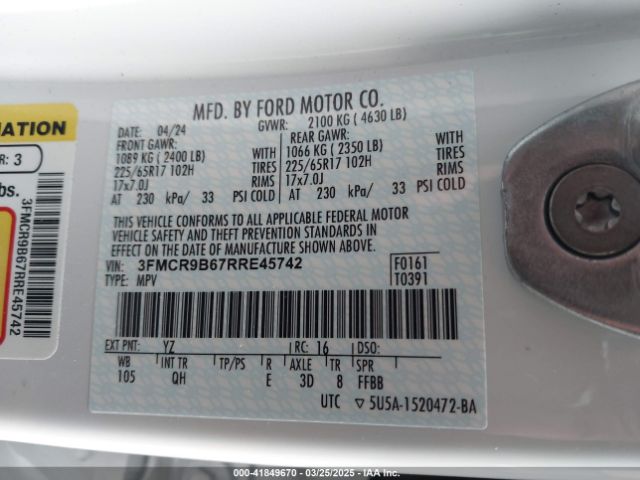 MATION
R: 3
bs.
3FMCR9B67RRE45742
MFD. BY FORD MOTOR CO.
DATE: 04/24 GVWR: 2100 KG ( 4630 LB)
FRONT GAWR: REAR GAWR:
1089 KG ( 2400 LB) WITH 1066 KG ( 2350 LB) WITH
225/65R17 102H TIRES 225/65R17 102H TIRES
17x7.0J RIMS 17x7.0J RIMS
AT 230 kPa/ 33 PSI COLD AT 230 kPa/ 33 PSI COLD
THIS VEHICLE CONFORMS TO ALL APPLICABLE FEDERAL MOTOR
VEHICLE SAFETY AND THEFT PREVENTION STANDARDS IN
EFFECT ON THE DATE OF MANUFACTURE SHOWN ABOVE.
VIN: 3FMCR9B67RRE45742 F0161
TYPE: MPV T0391
EXT PNT: YZ RC: 16 DSO:
WB INT TR TP/PS R AXLE TR SPR
105 QH E 3D 8 FFBB
UTC ▽ 5U5A-1520472-BA
000-41849670 - 03/25/2025 - IAAI.com